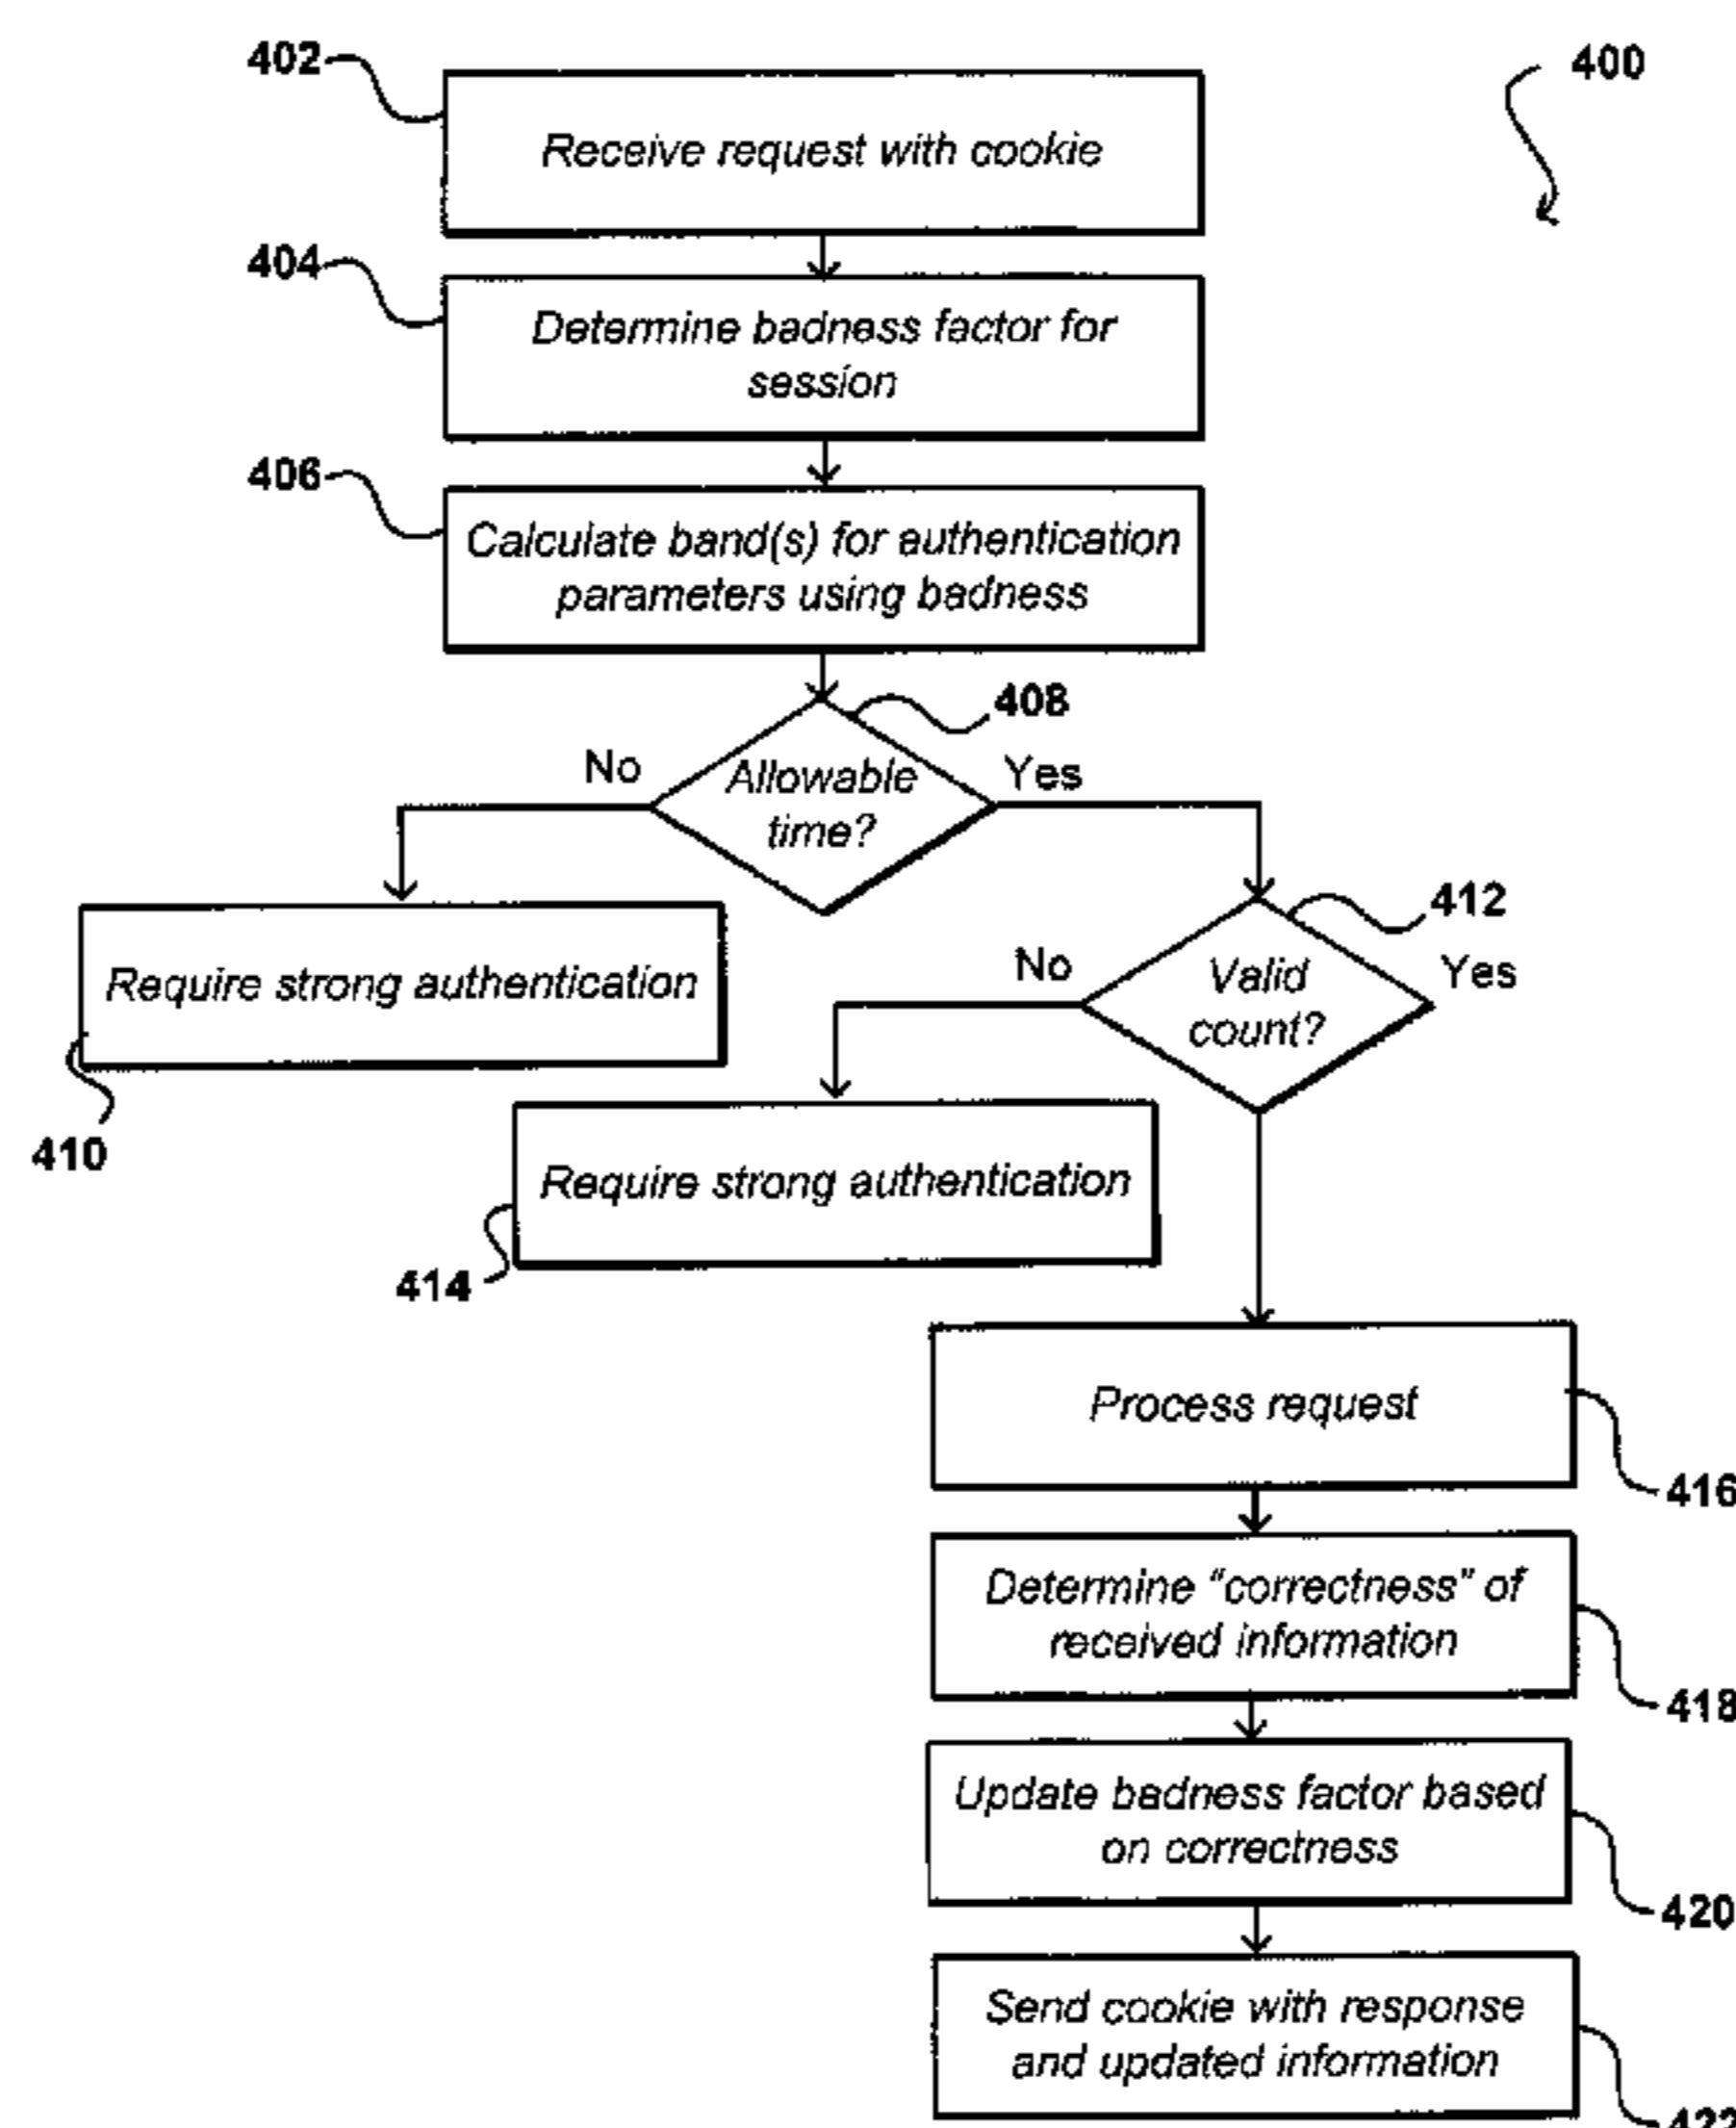 402
400
Receive request with cookie
404
Determine badness factor for
session
406
Calculate band(s) for authentication
parameters using badness
408
No
Yes
Allowable
time?
412
No
Yes
Valid
count?
Require strong authentication
410
Require strong authentication
414
Process request
416
Determine "correctness" of
received information
418
Update badness factor based
on correctness
420
Send cookie with response
and updated information